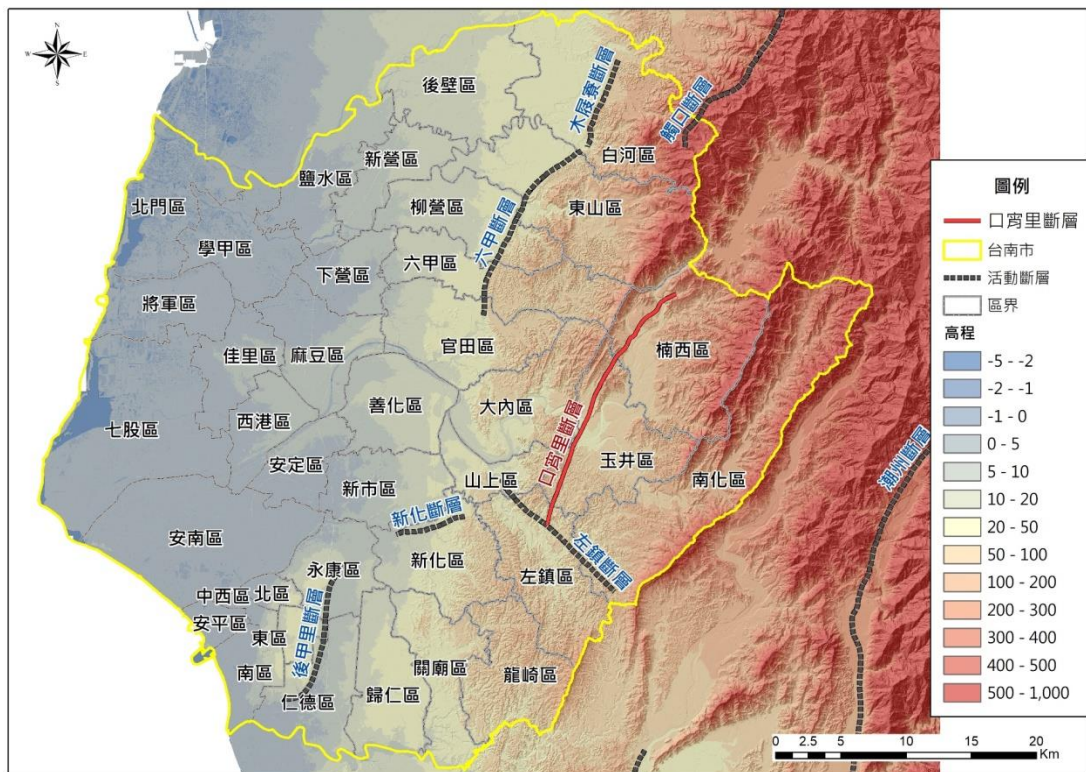 N
W
E
S
後壁區
木屐寮斷層
觸口斷層
白河區
新營區
鹽水區
北門區
柳營區
東山區
學甲區
六甲斷層
六甲區
下營區
將軍區
官田區
楠西區
佳里區
麻豆區
善化區
大內區
口宵里斷層
七股區
西港區
玉井區
安定區
山上區
南化區
新市區
潮州斷層
新化斷層
安南區
左鎮斷層
永康區
新化區
左鎮區
中西區
北區
安平區
東區
後甲里斷層
關廟區
龍崎區
南區
仁德區
歸仁區
圖例
口宵里斷層
台南市
活動斷層
區界
高程
-5 - -2
-2 - -1
-1 - 0
0 - 5
5 - 10
10 - 20
20 - 50
50 - 100
100 - 200
200 - 300
300 - 400
400 - 500
500 - 1,000
0 2.5 5 10 15 20
Km